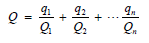 Q = q₁/Q₁ + q₂/Q₂ + ⋯ qₙ/Qₙ